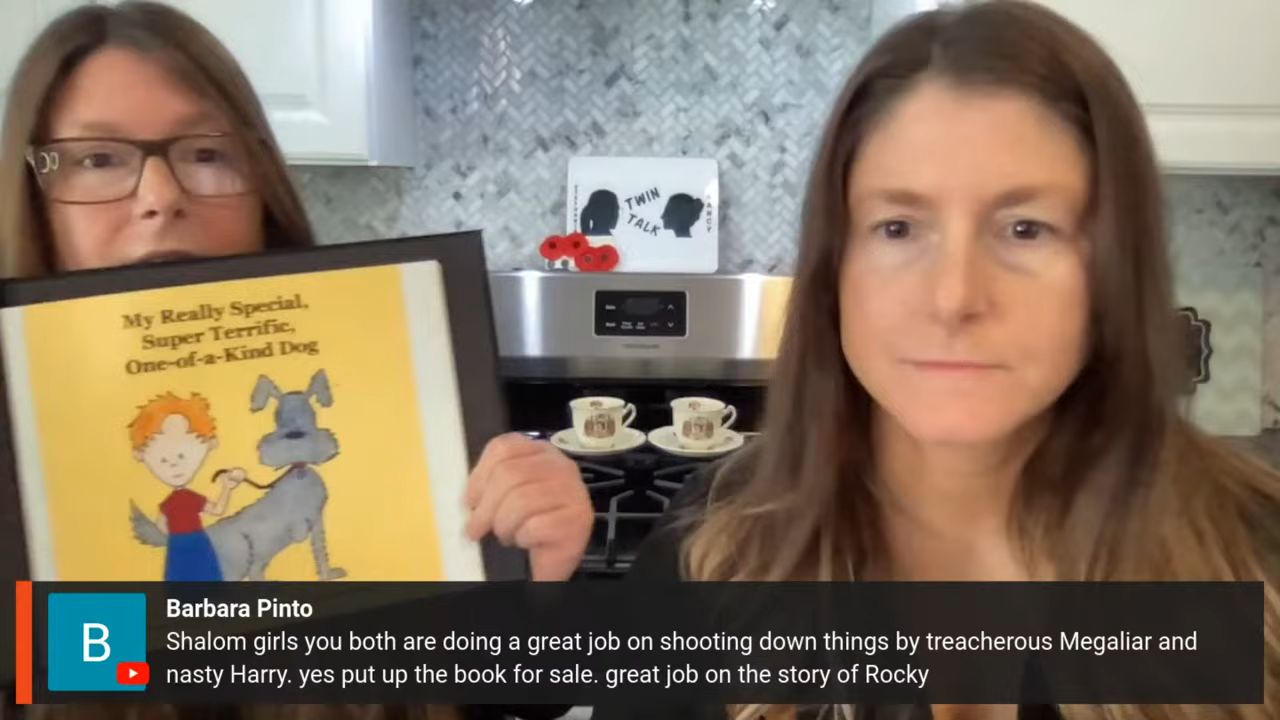 TWIN
TALK
My Really Special,
Super Terrific,
One-of-a-Kind Dog
B
Barbara Pinto
Shalom girls you both are doing a great job on shooting down things by treacherous Megaliar and
nasty Harry. yes put up the book for sale. great job on the story of Rocky